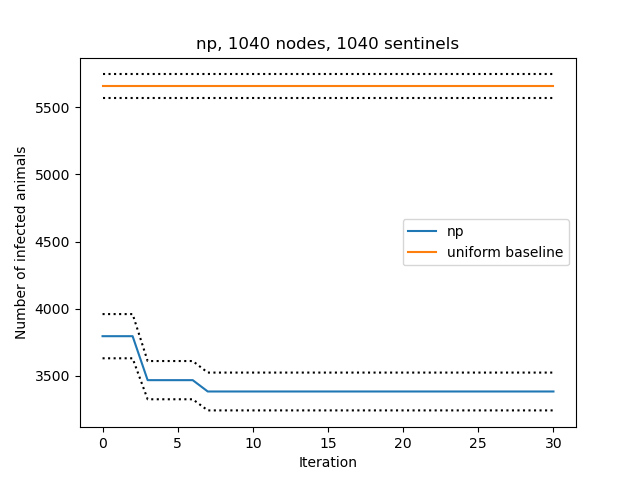 np, 1040 nodes, 1040 sentinels
Number of infected animals
5500
5000
4500
4000
3500
np
uniform baseline
0 5 10 15 20 25 30
Iteration